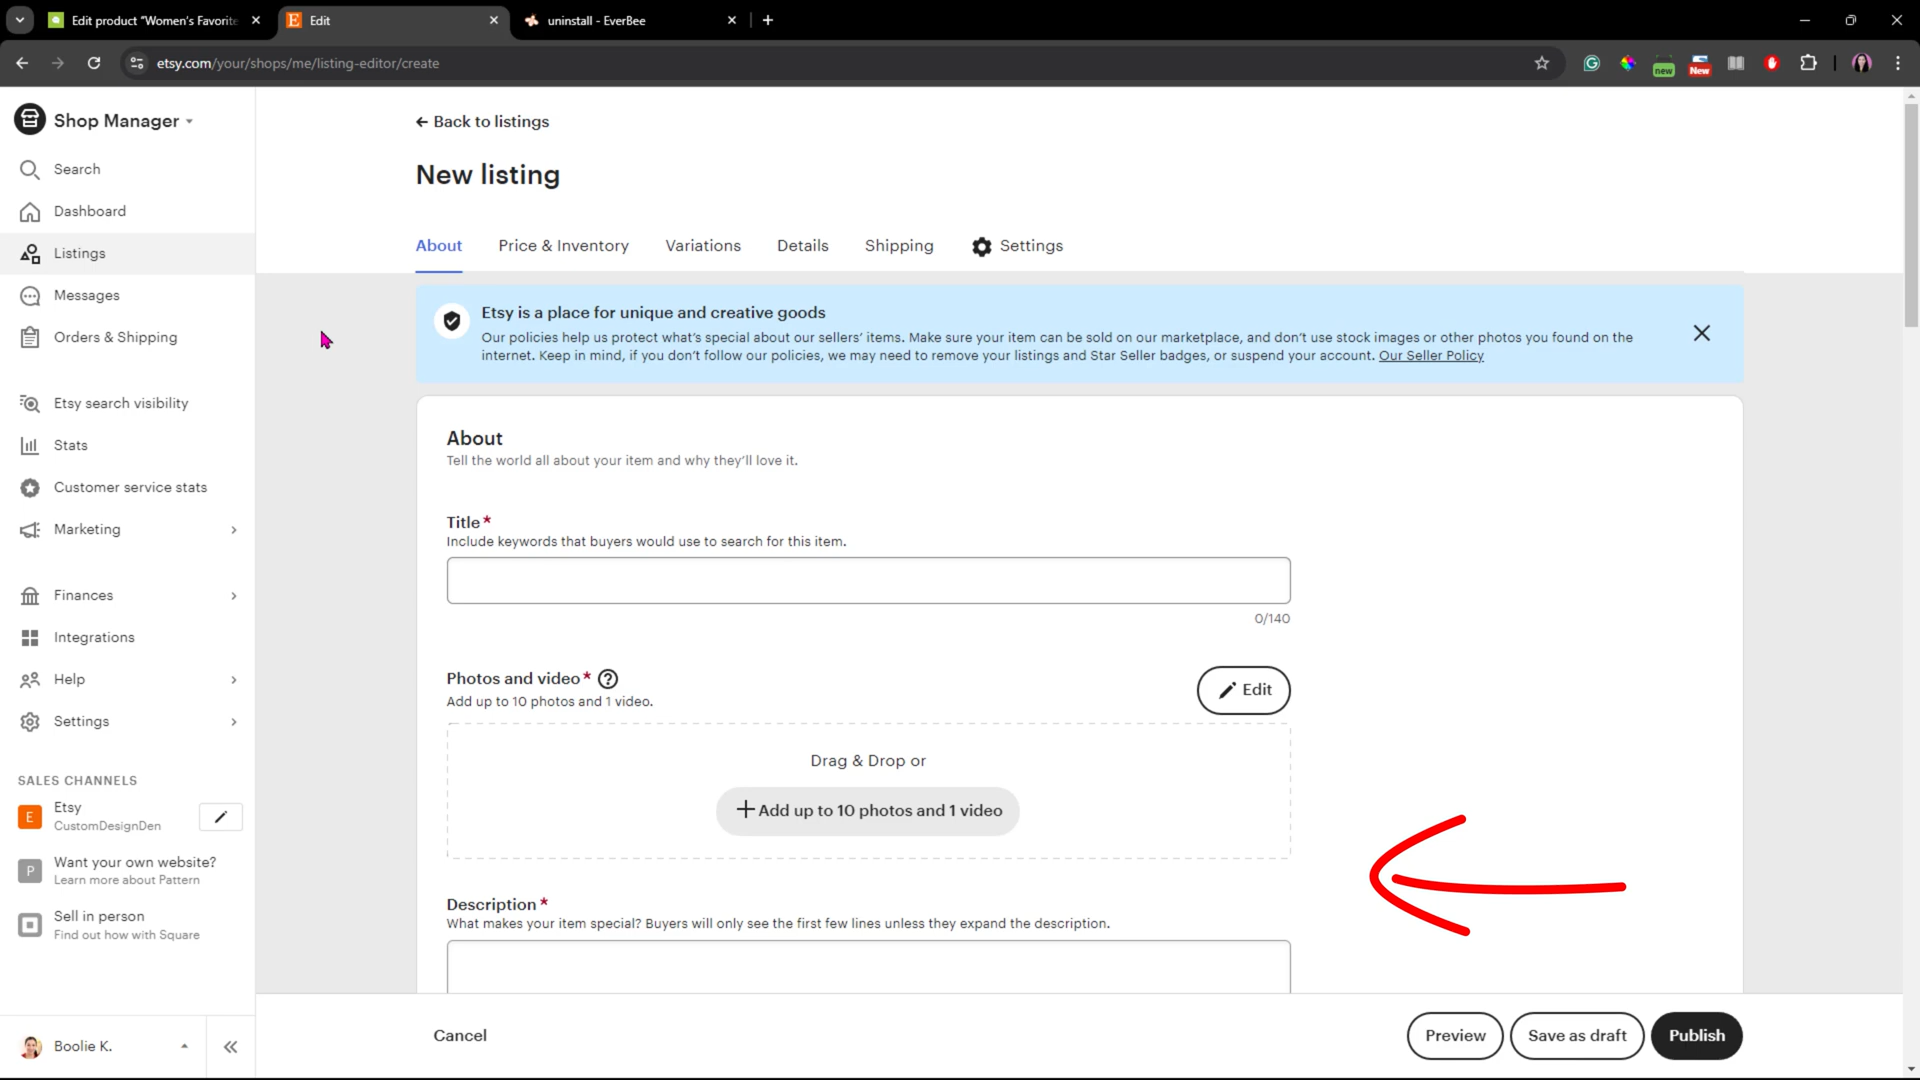 Edit product "Women's Favorite
Edit
uninstall - EverBee
etsy.com/your/shops/me/listing-editor/create
new
New
Shop Manager
Search
Dashboard
Listings
Messages
Orders & Shipping
Etsy search visibility
Stats
Customer service stats
Marketing
Finances
Integrations
Help
Settings
SALES CHANNELS
E
Etsy
CustomDesignDen
P
Want your own website?
Learn more about Pattern
Sell in person
Find out how with Square
Boolie K.
Back to listings
New listing
About
Price & Inventory
Variations
Details
Shipping
Settings
Etsy is a place for unique and creative goods
Our policies help us protect what's special about our sellers' items. Make sure your item can be sold on our marketplace, and don't use stock images or other photos you found on the
internet. Keep in mind, if you don't follow our policies, we may need to remove your listings and Star Seller badges, or suspend your account. Our Seller Policy
About
Tell the world all about your item and why they'll love it.
Title*
Include keywords that buyers would use to search for this item.
0/140
Photos and video*
Add up to 10 photos and 1 video.
Edit
Drag & Drop or
Add up to 10 photos and 1 video
Description*
What makes your item special? Buyers will only see the first few lines unless they expand the description.
Cancel
Preview
Save as draft
Publish